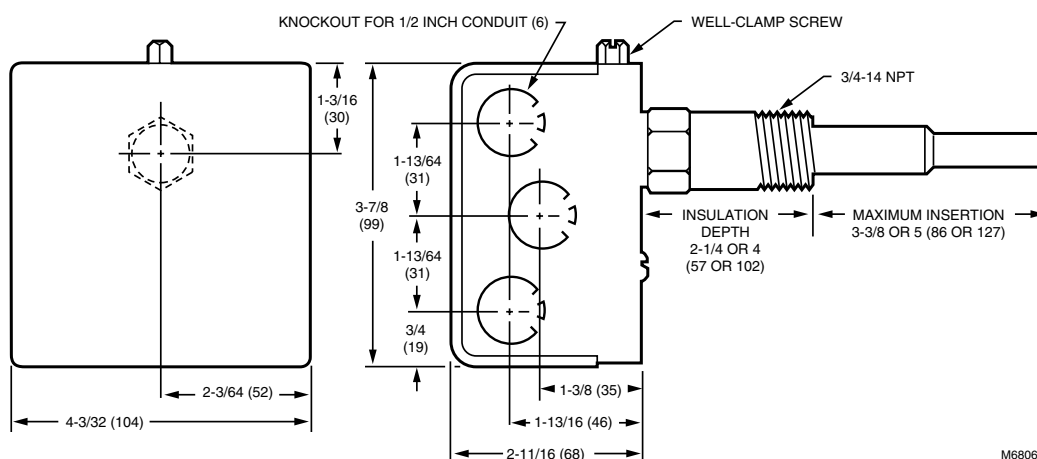 KNOCKOUT FOR 1/2 INCH CONDUIT (6)
WELL-CLAMP SCREW
3/4-14 NPT
1-3/16
(30)
1-13/64
(31)
3-7/8
(99)
1-13/64
(31)
3/4
(19)
INSULATION
DEPTH
2-1/4 OR 4
(57 OR 102)
MAXIMUM INSERTION
3-3/8 OR 5 (86 OR 127)
2-3/64 (52)
4-3/32 (104)
1-3/8 (35)
1-13/16 (46)
2-11/16 (68)
M6806